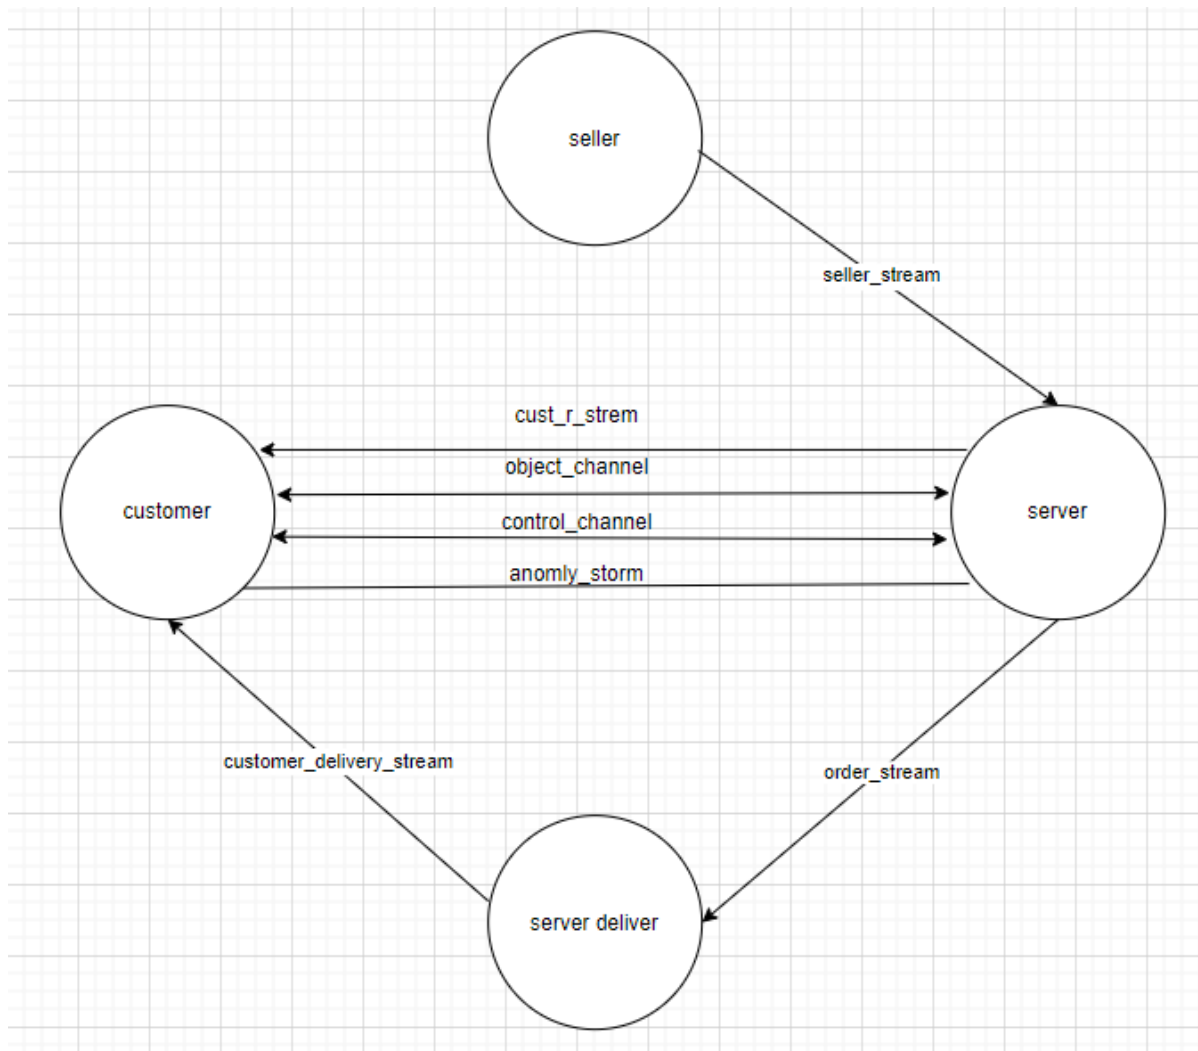 seller
seller_stream
cust_r_strem
object_channel
customer
server
control_channel
anomly_storm
customer_delivery_stream
order_stream
server deliver